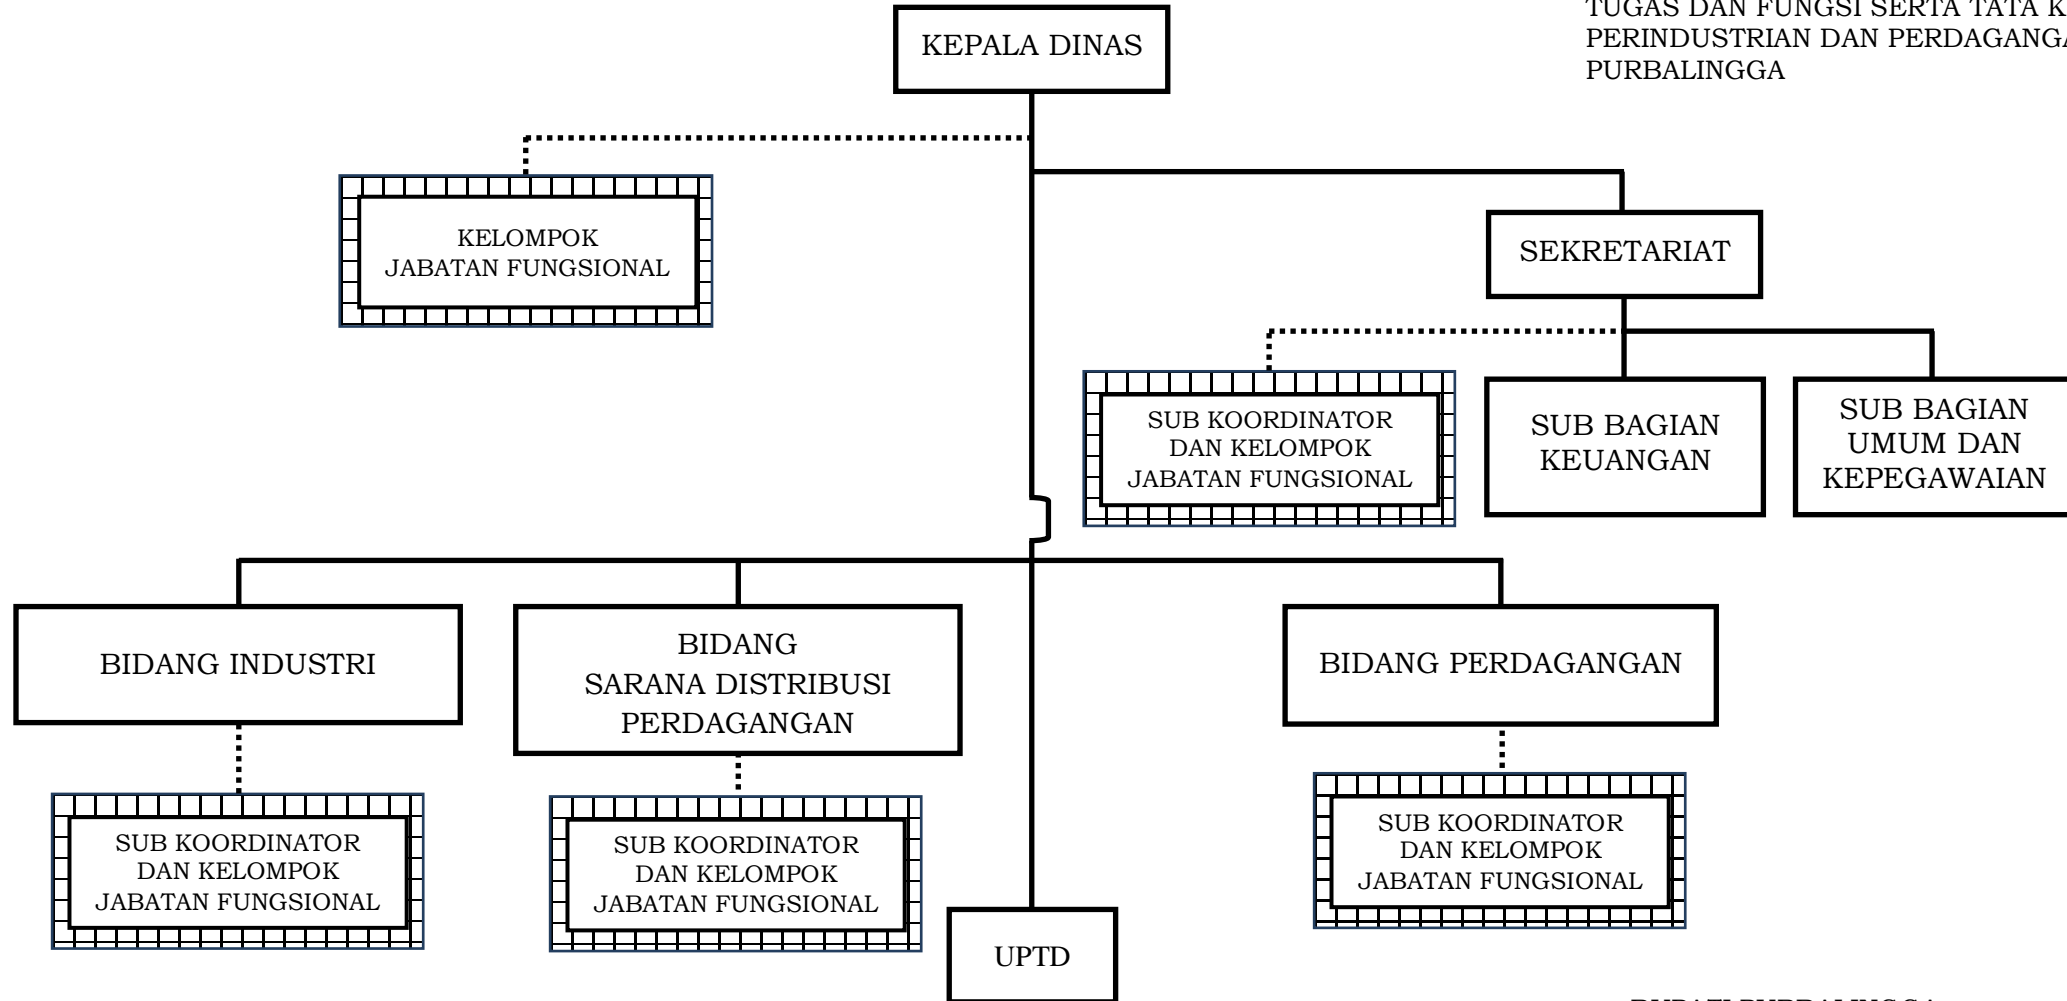 TUGAS DAN FUNGSI SERTA TATA
PERINDUSTRIAN DAN
PURBALINGGA
KEPALA DINAS
KELOMPOK
JABATAN FUNGSIONAL
SEKRETARIAT
SUB KOORDINATOR
DAN KELOMPOK
JABATAN FUNGSIONAL
SUB BAGIAN
KEUANGAN
SUB BAGIAN
UMUM DAN
KEPEGAWAIAN
BIDANG INDUSTRI
BIDANG
SARANA DISTRIBUSI
PERDAGANGAN
BIDANG PERDAGANGAN
SUB KOORDINATOR
DAN KELOMPOK
JABATAN FUNGSIONAL
SUB KOORDINATOR
DAN KELOMPOK
JABATAN FUNGSIONAL
SUB KOORDINATOR
DAN KELOMPOK
JABATAN FUNGSIONAL
UPTD